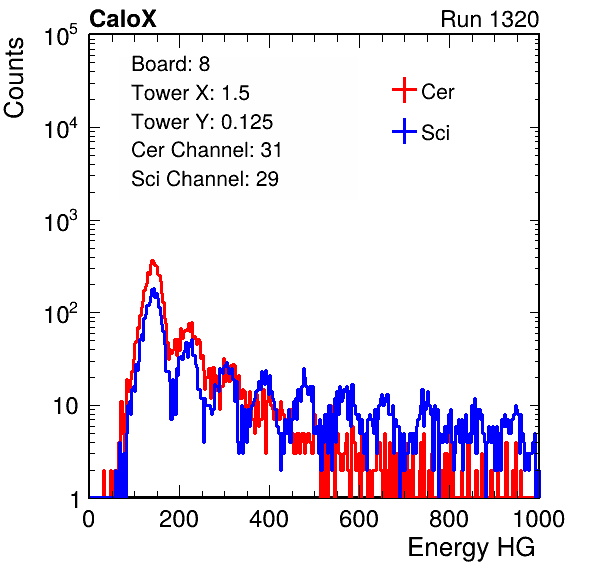 CaloX Run 1320
Counts
10^5
10^4
10^3
10^2
10
1
Board: 8
Tower X: 1.5
Tower Y: 0.125
Cer Channel: 31
Sci Channel: 29
Cer
Sci
0 200 400 600 800 1000
Energy HG